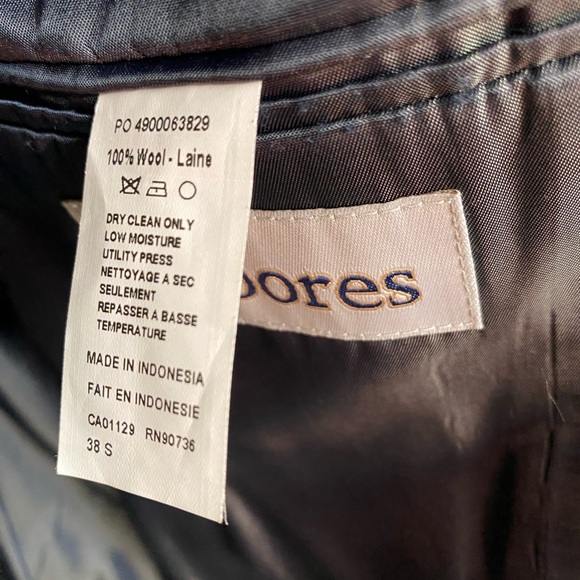 PO 4900063829
100% Wool - Laine
DRY CLEAN ONLY
LOW MOISTURE
UTILITY PRESS
NETTOYAGE A SEC
SEULEMENT
REPASSER A BASSE
TEMPERATURE
MADE IN INDONESIA
FAIT EN INDONESIE
CA01129 RN90736
38 S